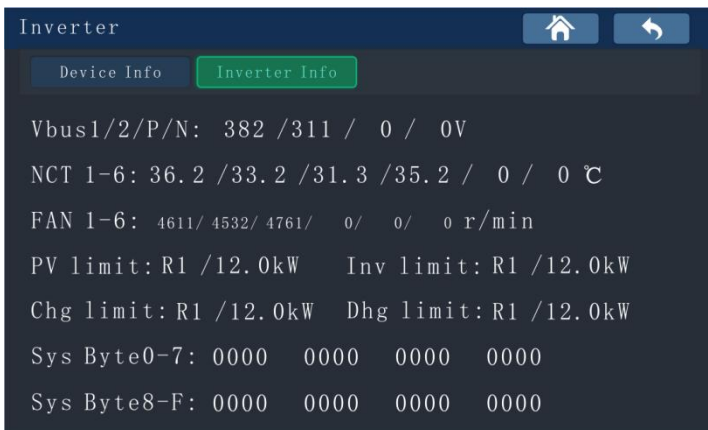 Inverter
Device Info Inverter Info
Vbus1/2/P/N: 382 /311 / 0 / 0V
NCT 1-6: 36.2 /33.2 /31.3 /35.2 / 0 / 0 ℃
FAN 1-6: 4611/ 4532/ 4761/ 0/ 0/ 0 r/min
PV limit: R1 /12.0kW Inv limit: R1 /12.0kW
Chg limit: R1 /12.0kW Dhg limit: R1 /12.0kW
Sys Byte0-7: 0000 0000 0000 0000
Sys Byte8-F: 0000 0000 0000 0000